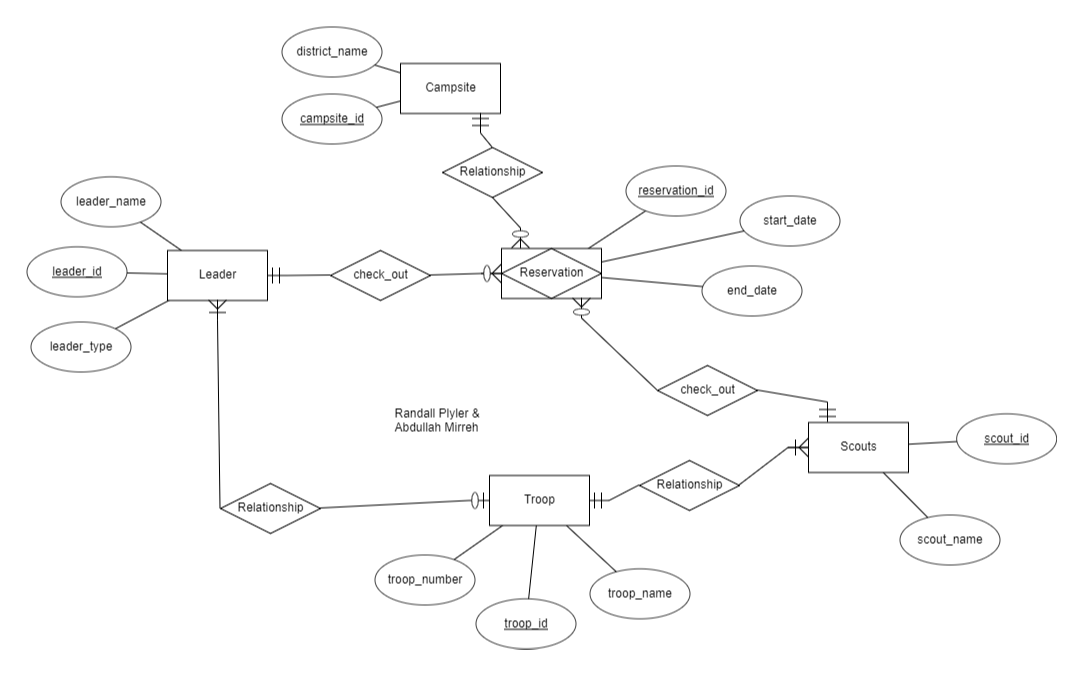 district_name
Campsite
campsite_id
Relationship
reservation_id
leader_name
start_date
leader_id
Leader
check_out
Reservation
end_date
leader_type
check_out
Randall Plyler &
Abdullah Mirreh
scout_id
Scouts
Relationship
Troop
Relationship
scout_name
troop_number
troop_name
troop_id